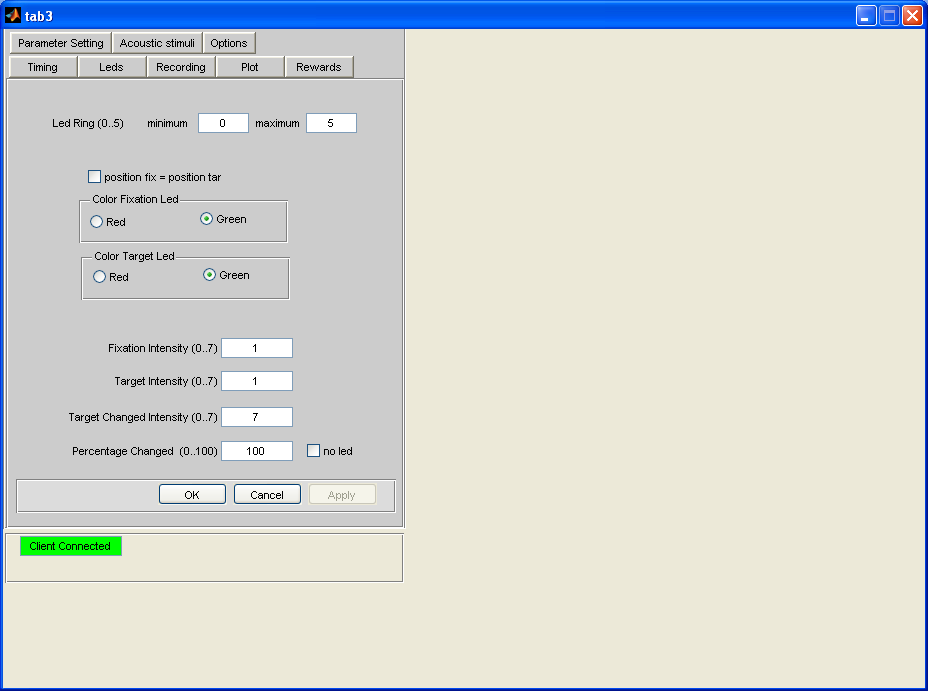 tab3
Parameter Setting Acoustic stimuli Options
Timing Leds Recording Plot Rewards
Led Ring (0..5) minimum 0 maximum 5
position fix = position tar
Color Fixation Led
Red Green
Color Target Led
Red Green
Fixation Intensity (0..7) 1
Target Intensity (0..7) 1
Target Changed Intensity (0..7) 7
Percentage Changed (0..100) 100 no led
OK Cancel Apply
Client Connected